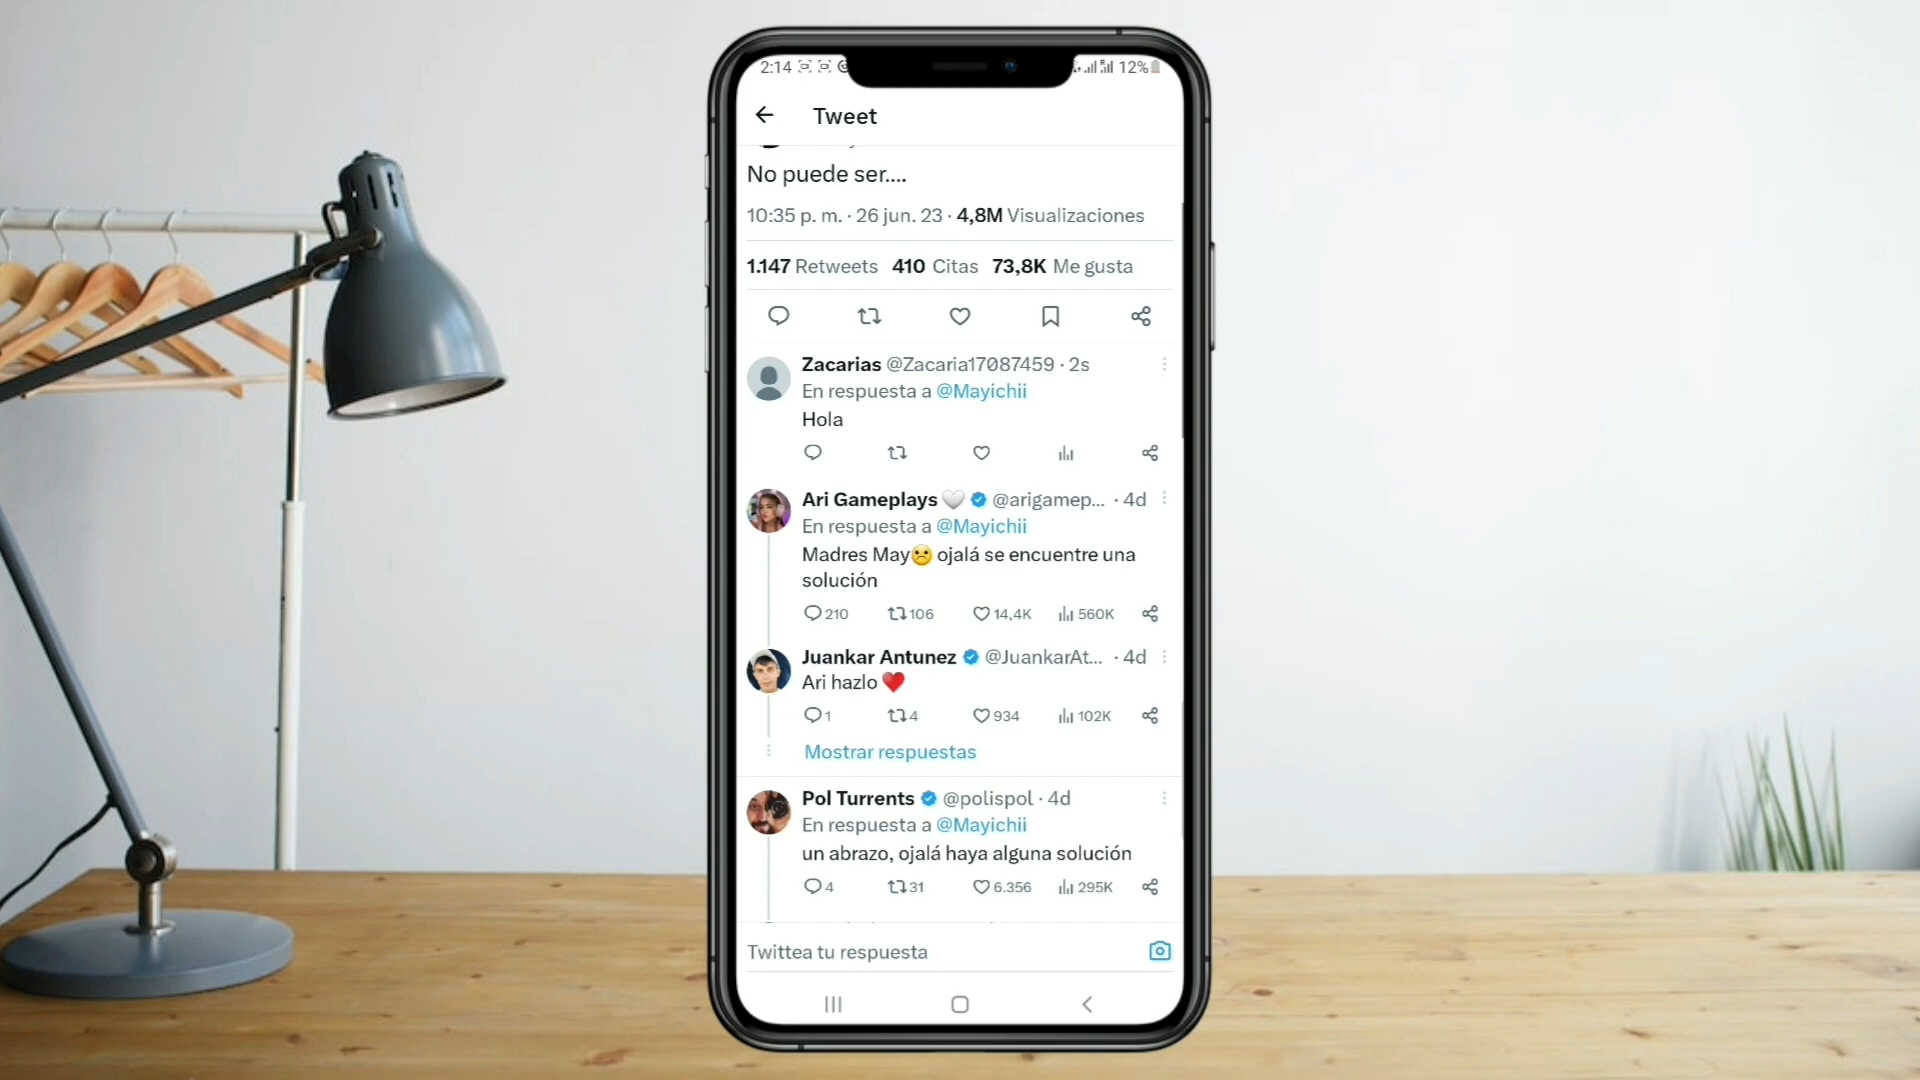 2:14 12%
Tweet
No puede ser....
10:35 p. m. · 26 jun. 23 · 4,8M Visualizaciones
1.147 Retweets 410 Citas 73,8K Me gusta
Zacarias @Zacaria17087459 · 2s
En respuesta a @Mayichii
Hola
Ari Gameplays 🤍 @arigamep... · 4d
En respuesta a @Mayichii
Madres May☹️ ojalá se encuentre una
solución
210 106 14,4K 560K
Juankar Antunez @JuankarAt... · 4d
Ari hazlo ❤️
1 4 934 102K
Mostrar respuestas
Pol Turrents @polispol · 4d
En respuesta a @Mayichii
un abrazo, ojalá haya alguna solución
4 31 6.356 295K
Twittea tu respuesta